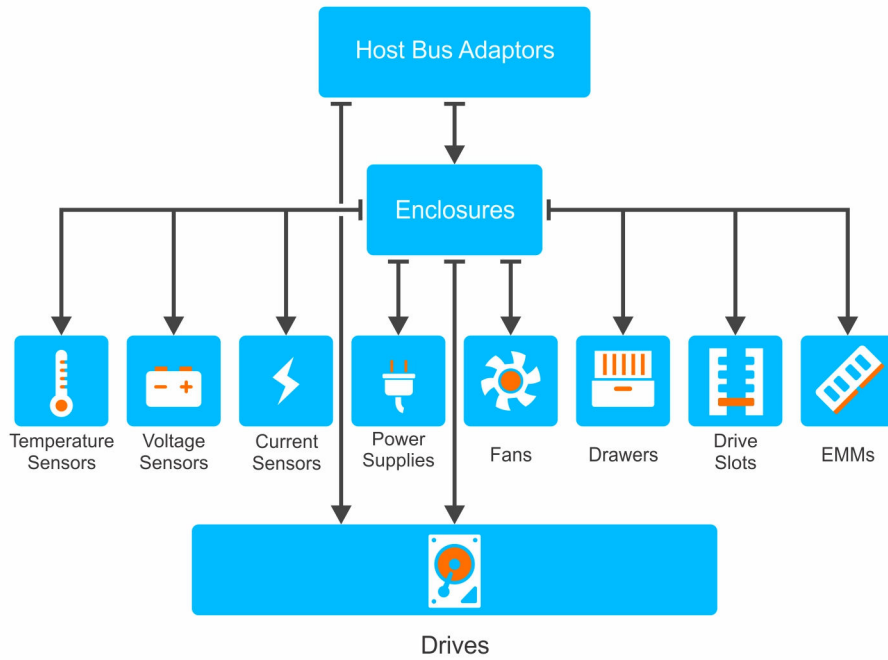 Host Bus Adaptors
Enclosures
Temperature
Sensors
Voltage
Sensors
Current
Sensors
Power
Supplies
Fans
Drawers
Drive
Slots
EMMs
Drives